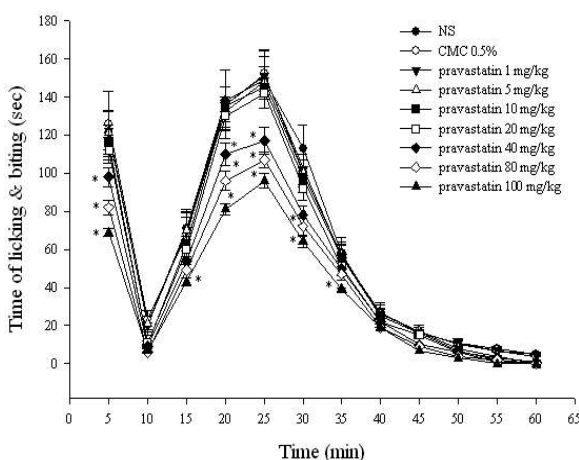 180
160
140
120
100
80
60
40
20
0
Time of licking & biting (sec)
NS
CMC 0.5%
pravastatin 1 mg/kg
pravastatin 5 mg/kg
pravastatin 10 mg/kg
pravastatin 20 mg/kg
pravastatin 40 mg/kg
pravastatin 80 mg/kg
pravastatin 100 mg/kg
* * * * * * * * * * * * *
0 5 10 15 20 25 30 35 40 45 50 55 60 65
Time (min)